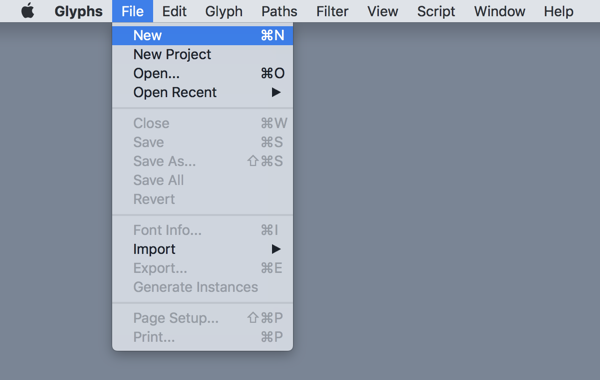 Glyphs File Edit Glyph Paths Filter View Script Window Help
New ⌘N
New Project
Open... ⌘O
Open Recent ▶
Close ⌘W
Save ⌘S
Save As... ⇧⌘S
Save All
Revert
Font Info... ⌘I
Import ▶
Export... ⌘E
Generate Instances
Page Setup... ⇧⌘P
Print... ⌘P